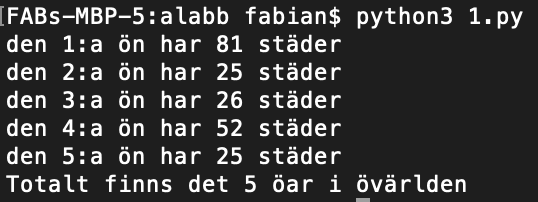 [FABs-MBP-5:alabb fabian$ python3 1.py
den 1:a ön har 81 städer
den 2:a ön har 25 städer
den 3:a ön har 26 städer
den 4:a ön har 52 städer
den 5:a ön har 25 städer
Totalt finns det 5 öar i övärlden